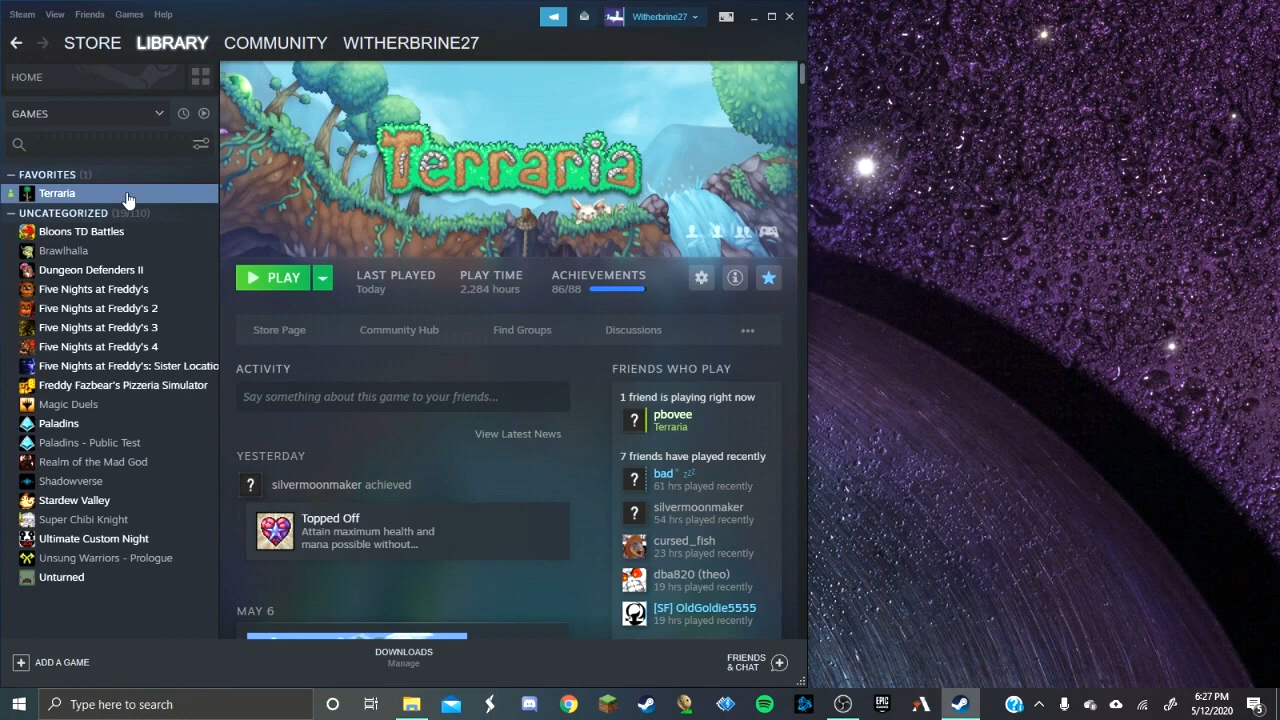 Steam View Friends Games Help
Witherbrine27
STORE LIBRARY COMMUNITY WITHERBRINE27
HOME
GAMES
FAVORITES (1)
Terraria
UNCATEGORIZED (19/110)
Bloons TD Battles
Brawlhalla
Dungeon Defenders II
Five Nights at Freddy's
Five Nights at Freddy's 2
Five Nights at Freddy's 3
Five Nights at Freddy's 4
Five Nights at Freddy's: Sister Locatio
Freddy Fazbear's Pizzeria Simulator
Magic Duels
Paladins
Paladins - Public Test
Realm of the Mad God
Shadowverse
Stardew Valley
Super Chibi Knight
Ultimate Custom Night
Unsung Warriors - Prologue
Unturned
ADD A GAME
Terraria
PLAY
LAST PLAYED
Today
PLAY TIME
2,284 hours
ACHIEVEMENTS
86/88
Store Page Community Hub Find Groups Discussions •••
ACTIVITY
Say something about this game to your friends...
View Latest News
YESTERDAY
? silvermoonmaker achieved
Topped Off
Attain maximum health and
mana possible without...
MAY 6
FRIENDS WHO PLAY
1 friend is playing right now
? pbovee
Terraria
7 friends have played recently
? bad* zzz
61 hrs played recently
? silvermoonmaker
54 hrs played recently
cursed_fish
23 hrs played recently
dba820 (theo)
19 hrs played recently
[SF] OldGoldie5555
19 hrs played recently
DOWNLOADS
Manage
FRIENDS
& CHAT
Type here to search
EPIC
GAMES
6:27 PM
5/12/2020
5